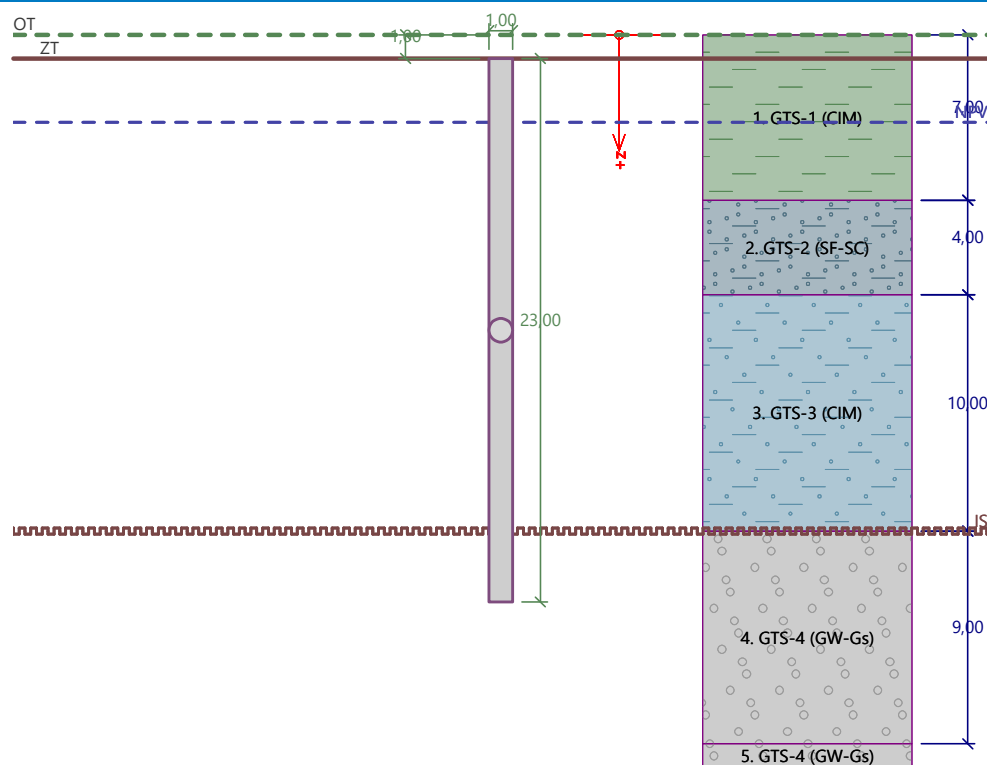 OT
1,00
1,00
ZT
7,00
NPV
1. GTS-1 (CIM)
+z
4,00
2. GTS-2 (SF-SC)
23,00
10,00
3. GTS-3 (CIM)
9,00
4. GTS-4 (GW-Gs)
5. GTS-4 (GW-Gs)